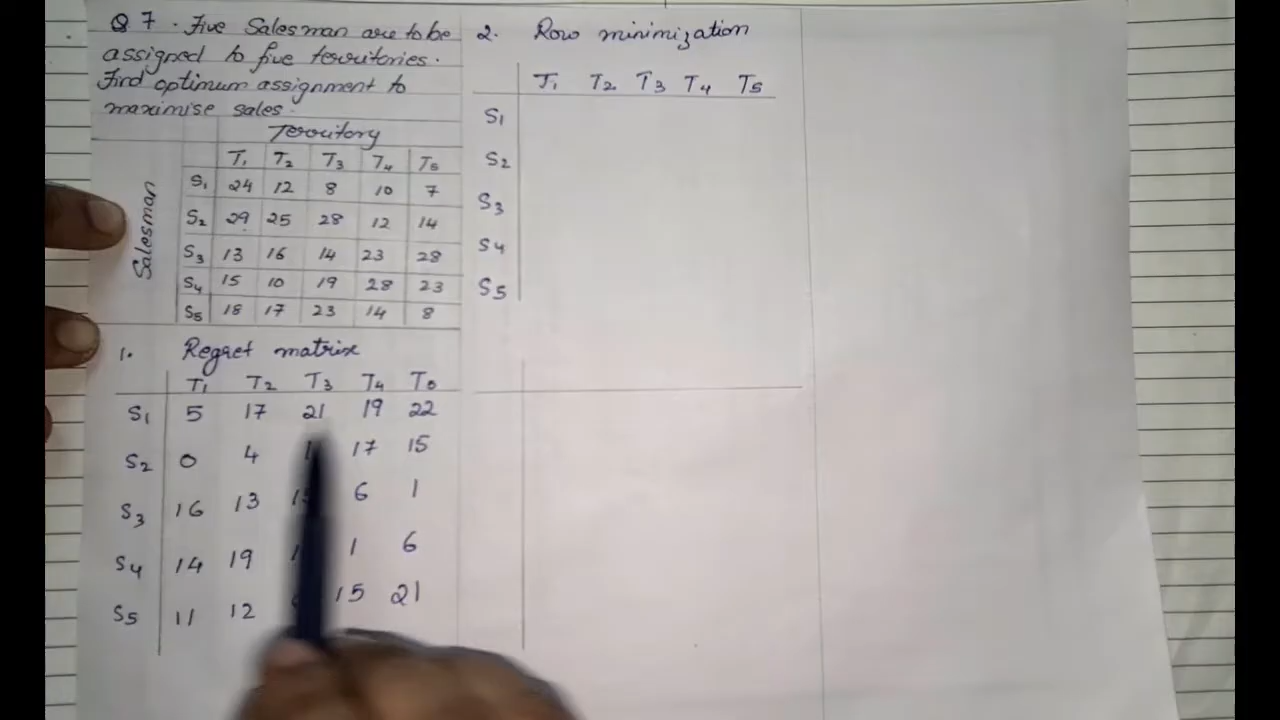 Q 7. Five Salesman are to be
assigned to five territories.
Find optimum assignment to
maximise sales.
Territory
Salesman
T1 T2 T3 T4 T5
S1 24 12 8 10 7
S2 29 25 28 12 14
S3 13 16 14 23 28
S4 15 10 19 28 23
S5 18 17 23 14 8
1. Regret matrix
T1 T2 T3 T4 T5
S1 5 17 21 19 22
S2 0 4 17 15
S3 16 13 6 1
S4 14 19 1 6
S5 11 12 15 21
2. Row minimization
T1 T2 T3 T4 T5
S1
S2
S3
S4
S5